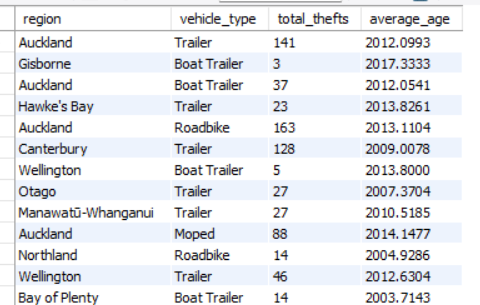 region vehicle_type total_thefts average_age
Auckland Trailer 141 2012.0993
Gisborne Boat Trailer 3 2017.3333
Auckland Boat Trailer 37 2012.0541
Hawke's Bay Trailer 23 2013.8261
Auckland Roadbike 163 2013.1104
Canterbury Trailer 128 2009.0078
Wellington Boat Trailer 5 2013.8000
Otago Trailer 27 2007.3704
Manawatū-Whanganui Trailer 27 2010.5185
Auckland Moped 88 2014.1477
Northland Roadbike 14 2004.9286
Wellington Trailer 46 2012.6304
Bay of Plenty Boat Trailer 14 2003.7143